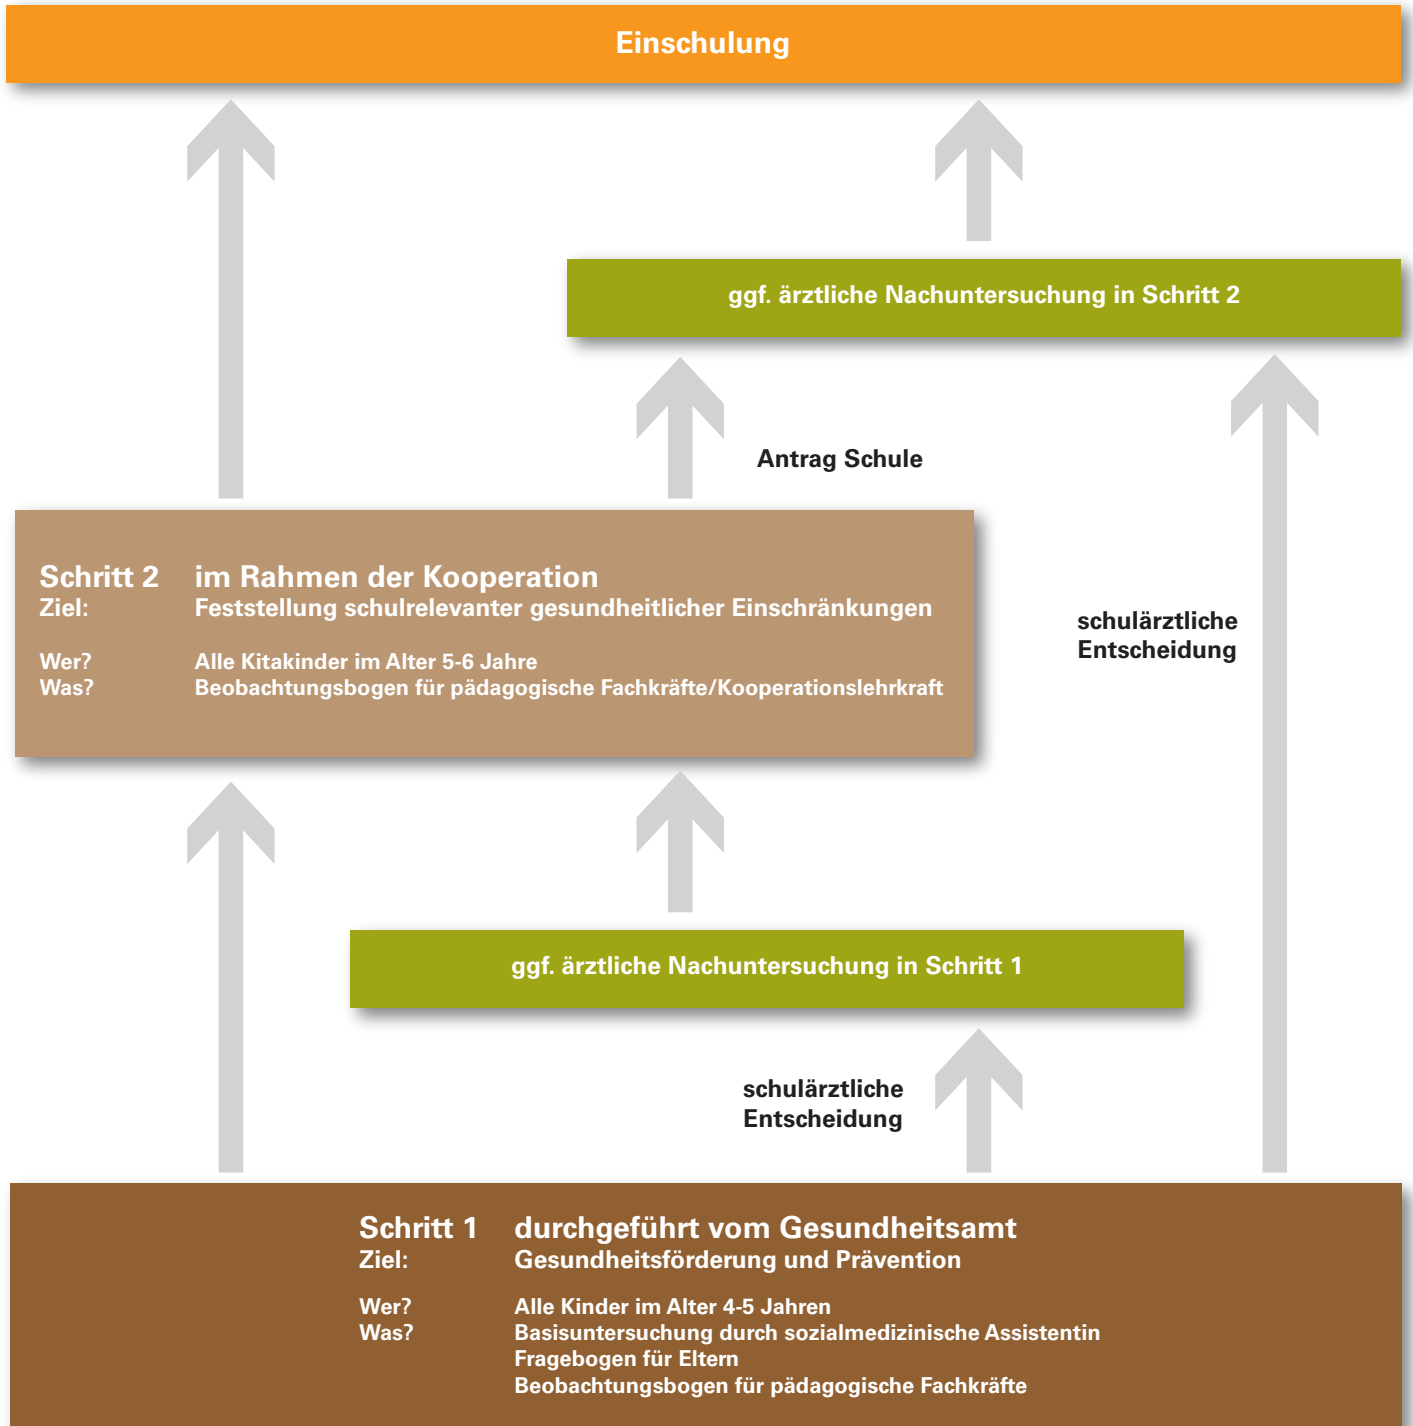 Einschulung
ggf. ärztliche Nachuntersuchung in Schritt 2
Antrag Schule
Schritt 2 im Rahmen der Kooperation
Ziel: Feststellung schulrelevanter gesundheitlicher Einschränkungen
Wer? Alle Kitakinder im Alter 5-6 Jahre
Was? Beobachtungsbogen für pädagogische Fachkräfte/Kooperationslehrkraft
schulärztliche
Entscheidung
ggf. ärztliche Nachuntersuchung in Schritt 1
schulärztliche
Entscheidung
Schritt 1 durchgeführt vom Gesundheitsamt
Ziel: Gesundheitsförderung und Prävention
Wer? Alle Kinder im Alter 4-5 Jahren
Was? Basisuntersuchung durch sozialmedizinische Assistentin
Fragebogen für Eltern
Beobachtungsbogen für pädagogische Fachkräfte